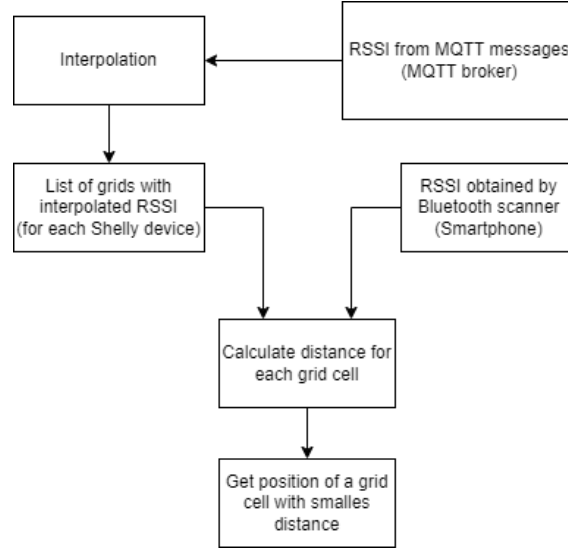 Interpolation
RSSI from MQTT messages
(MQTT broker)
List of grids with
interpolated RSSI
(for each Shelly device)
RSSI obtained by
Bluetooth scanner
(Smartphone)
Calculate distance for
each grid cell
Get position of a grid
cell with smalles
distance